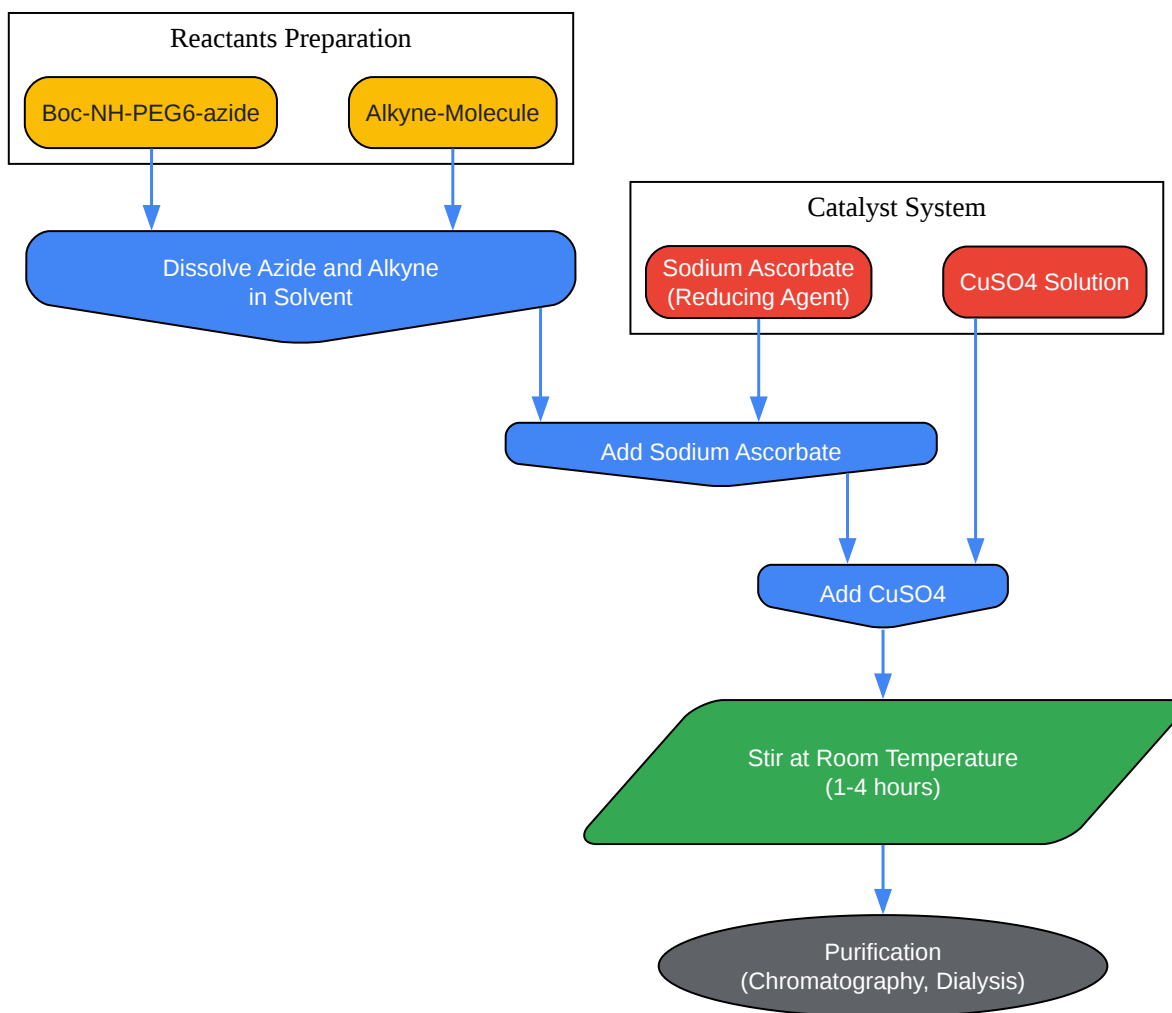 Reactants Preparation
Boc-NH-PEG6-azide
Alkyne-Molecule
Dissolve Azide and Alkyne
in Solvent
Catalyst System
Sodium Ascorbate
(Reducing Agent)
CuSO4 Solution
Add Sodium Ascorbate
Add CuSO4
Stir at Room Temperature
(1-4 hours)
Purification
(Chromatography, Dialysis)